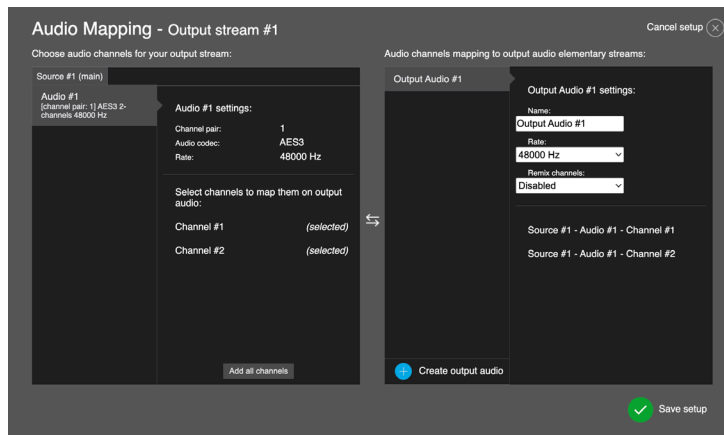 Audio Mapping - Output stream #1
Cancel setup
Choose audio channels for your output stream:
Audio channels mapping to output audio elementary streams:
Source #1 (main)
Audio #1
[channel pair: 1] AES3 2-
channels 48000 Hz
Audio #1 settings:
Channel pair: 1
Audio codec: AES3
Rate: 48000 Hz
Select channels to map them on output
audio:
Channel #1 (selected)
Channel #2 (selected)
Add all channels
Output Audio #1
Output Audio #1 settings:
Name:
Output Audio #1
Rate:
48000 Hz
Remix channels:
Disabled
Source #1 - Audio #1 - Channel #1
Source #1 - Audio #1 - Channel #2
Create output audio
Save setup